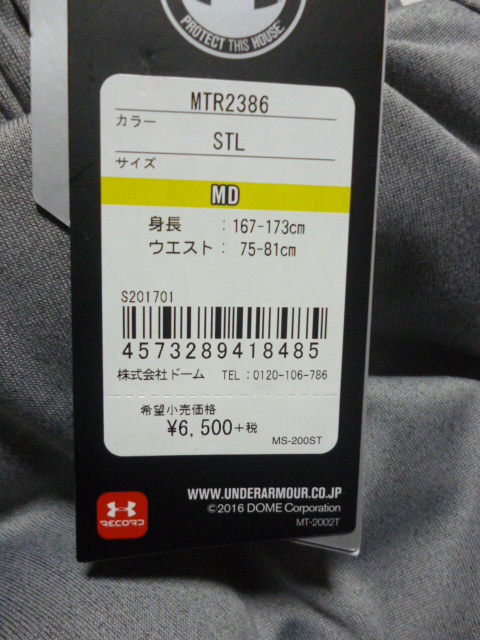 PROTECT THIS HOUSE
MTR2386
カラー
STL
サイズ
MD
身長 :167-173cm
ウエスト: 75-81cm
S201701
4573289418485
株式会社ドーム TEL:0120-106-786
希望小売価格
¥6,500+税
MS-200ST
WWW.UNDERARMOUR.CO.JP
©2016 DOME Corporation
MT-2002T
RECORD